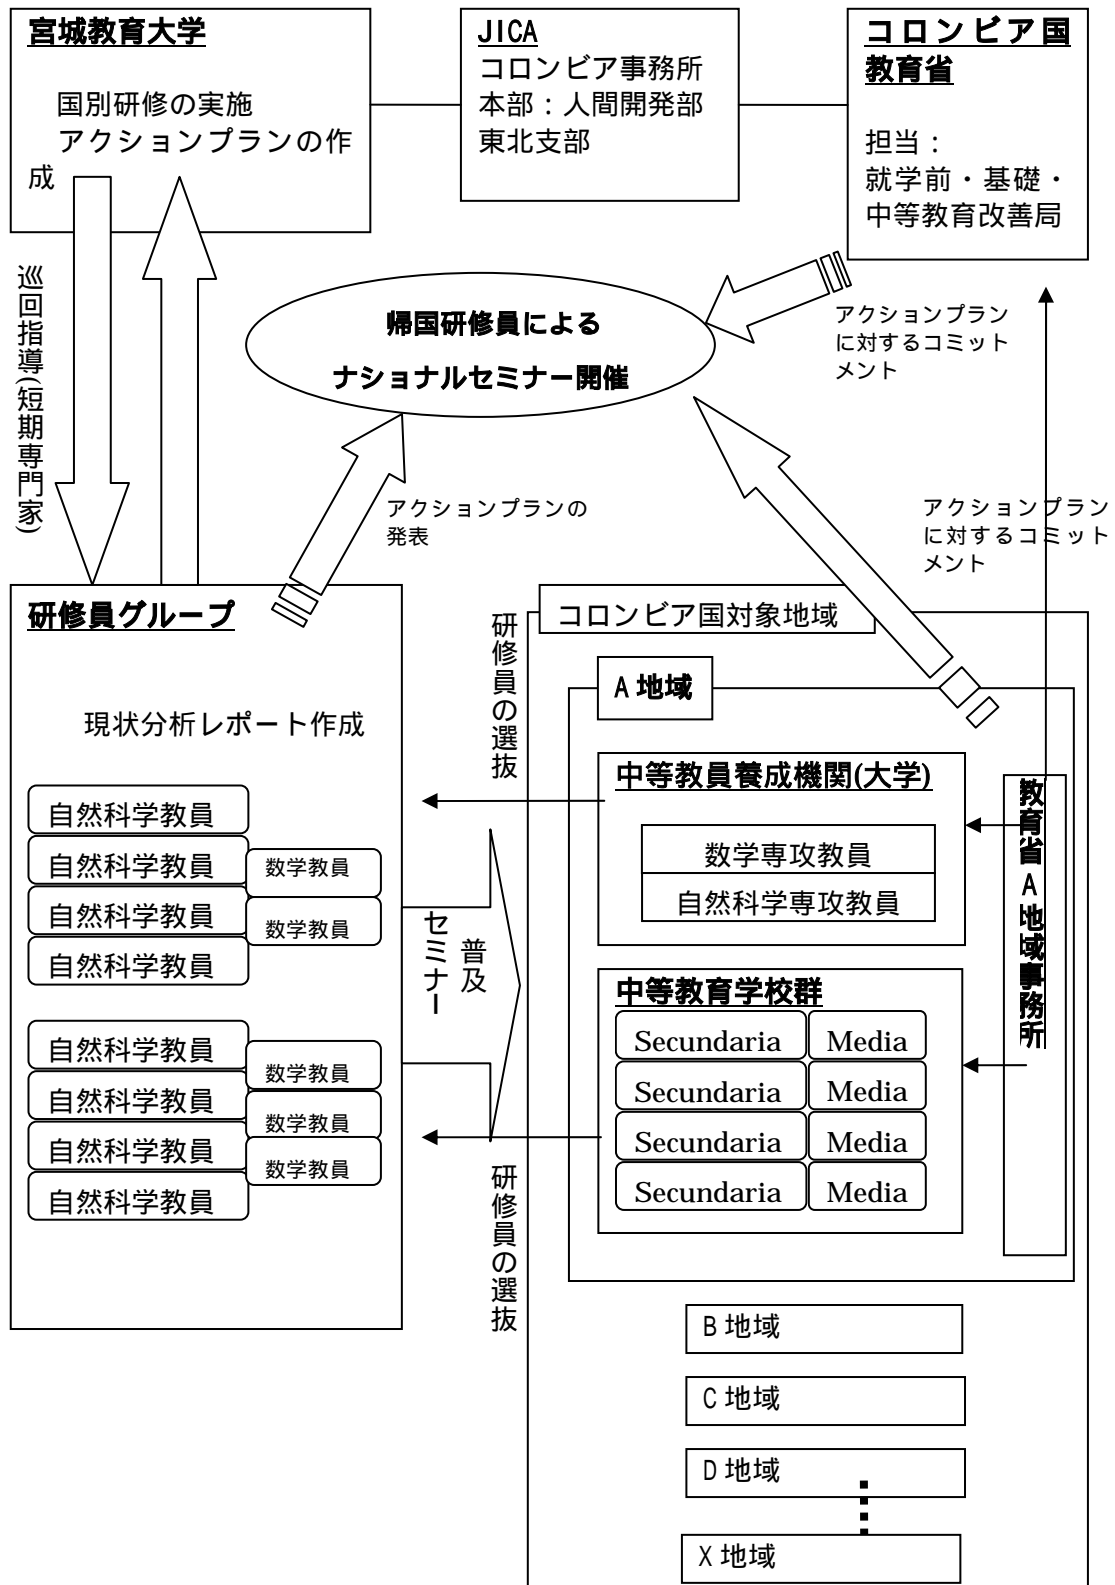 宮城教育大学
国別研修の実施
アクションプランの作
成
JICA
コロンビア事務所
本部：人間開発部
東北支部
コロンビア国
教育省
担当：
就学前・基礎・
中等教育改善局
巡回指導(短期専門家)
帰国研修員による
ナショナルセミナー開催
アクションプラン
に対するコミット
メント
アクションプランの
発表
アクションプラン
に対するコミット
メント
研修員グループ
現状分析レポート作成
自然科学教員
自然科学教員
自然科学教員
自然科学教員
数学教員
数学教員
自然科学教員
自然科学教員
自然科学教員
自然科学教員
数学教員
数学教員
数学教員
研修員の選抜
普及
セミナー
研修員の選抜
コロンビア国対象地域
A 地域
中等教員養成機関(大学)
数学専攻教員
自然科学専攻教員
中等教育学校群
Secundaria Media
Secundaria Media
Secundaria Media
Secundaria Media
教育省 A 地域事務所
B 地域
C 地域
D 地域
X 地域